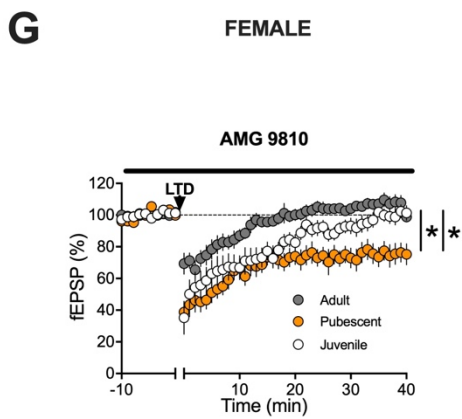 G
FEMALE
AMG 9810
LTD
120
100
80
60
40
20
0
fEPSP (%)
Adult
Pubescent
Juvenile
* *
-10 10 20 30 40
Time (min)